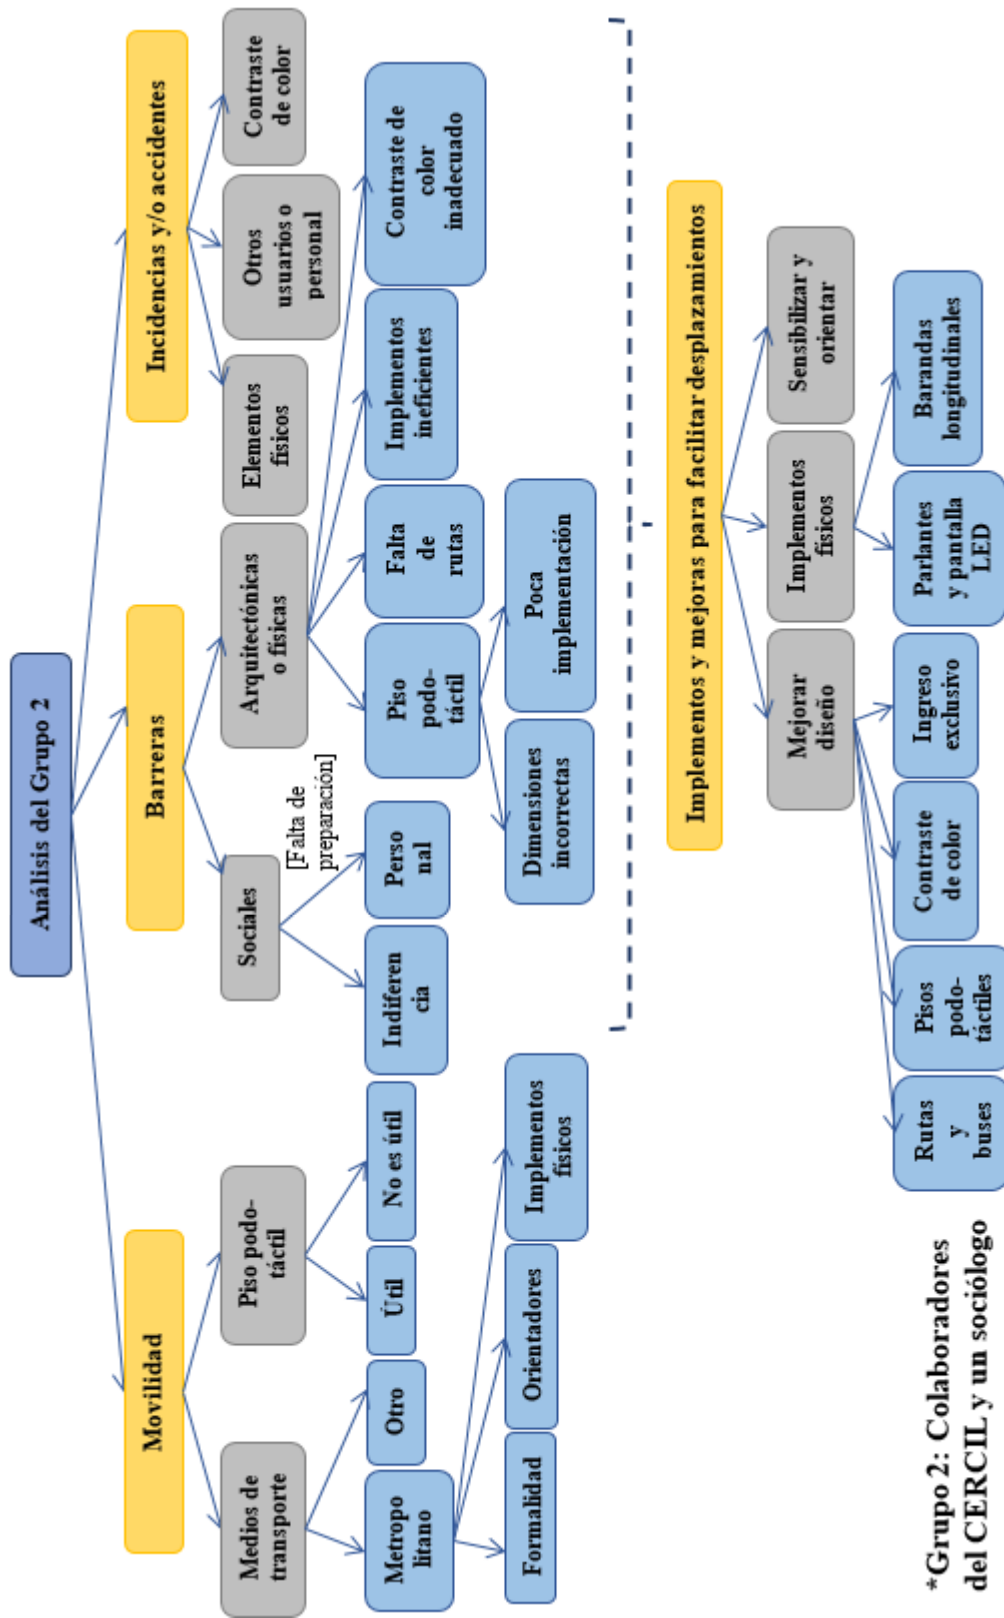 Análisis del Grupo 2
Movilidad
Barreras
Incidencias y/o accidentes
Medios de
transporte
Piso podo-
táctil
Sociales
Arquitectónicas
o físicas
Elementos
físicos
Otros
usuarios o
personal
Contraste
de color
[Falta de
preparación]
Metropo
litano
Otro
Útil
No es útil
Indiferen
cia
Perso
nal
Piso
podo-
táctil
Falta
de
rutas
Implementos
ineficientes
Contraste de
color
inadecuado
Formalidad
Orientadores
Implementos
físicos
Dimensiones
incorrectas
Poca
implementación
Implementos y mejoras para facilitar desplazamientos
Mejorar
diseño
Implementos
físicos
Sensibilizar y
orientar
Rutas
y
buses
Pisos
podo-
táctiles
Contraste
de color
Ingreso
exclusivo
Parlantes
y pantalla
LED
Barandas
longitudinales
*Grupo 2: Colaboradores
del CERCIL y un sociólogo